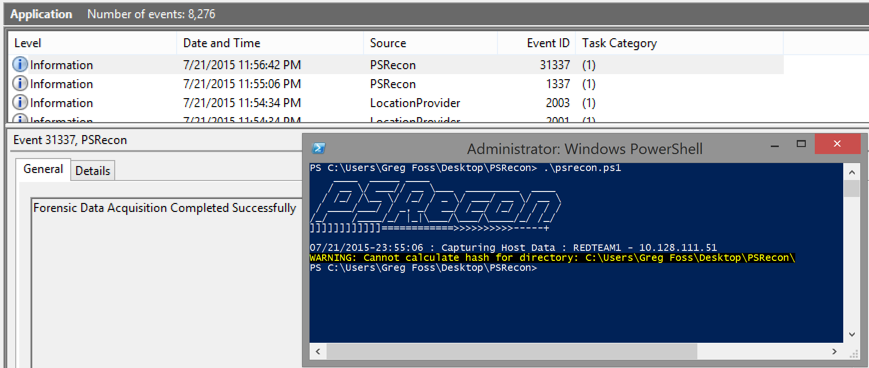 Application Number of events: 8,276
Level Date and Time Source Event ID Task Category
Information 7/21/2015 11:56:42 PM PSRecon 31337 (1)
Information 7/21/2015 11:55:06 PM PSRecon 1337 (1)
Information 7/21/2015 11:54:34 PM LocationProvider 2003 (1)
Information 7/21/2015 11:54:34 PM LocationProvider 2001 (1)
Event 31337, PSRecon
General Details
Forensic Data Acquisition Completed Successfully
Administrator: Windows PowerShell
PS C:\Users\Greg Foss\Desktop\PSRecon> .\psrecon.ps1
PSRecon
]]]]]]]]]]]]============>>>>>>>>>>-----+
07/21/2015-23:55:06 : Capturing Host Data : REDTEAM1 - 10.128.111.51
WARNING: Cannot calculate hash for directory: C:\Users\Greg Foss\Desktop\PSRecon\
PS C:\Users\Greg Foss\Desktop\PSRecon>